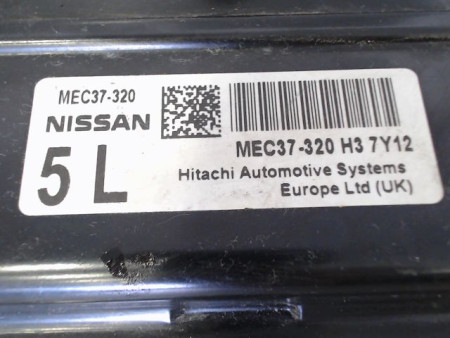 MEC37-320
NISSAN
5 L
MEC37-320 H3 7Y12
Hitachi Automotive Systems
Europe Ltd (UK)